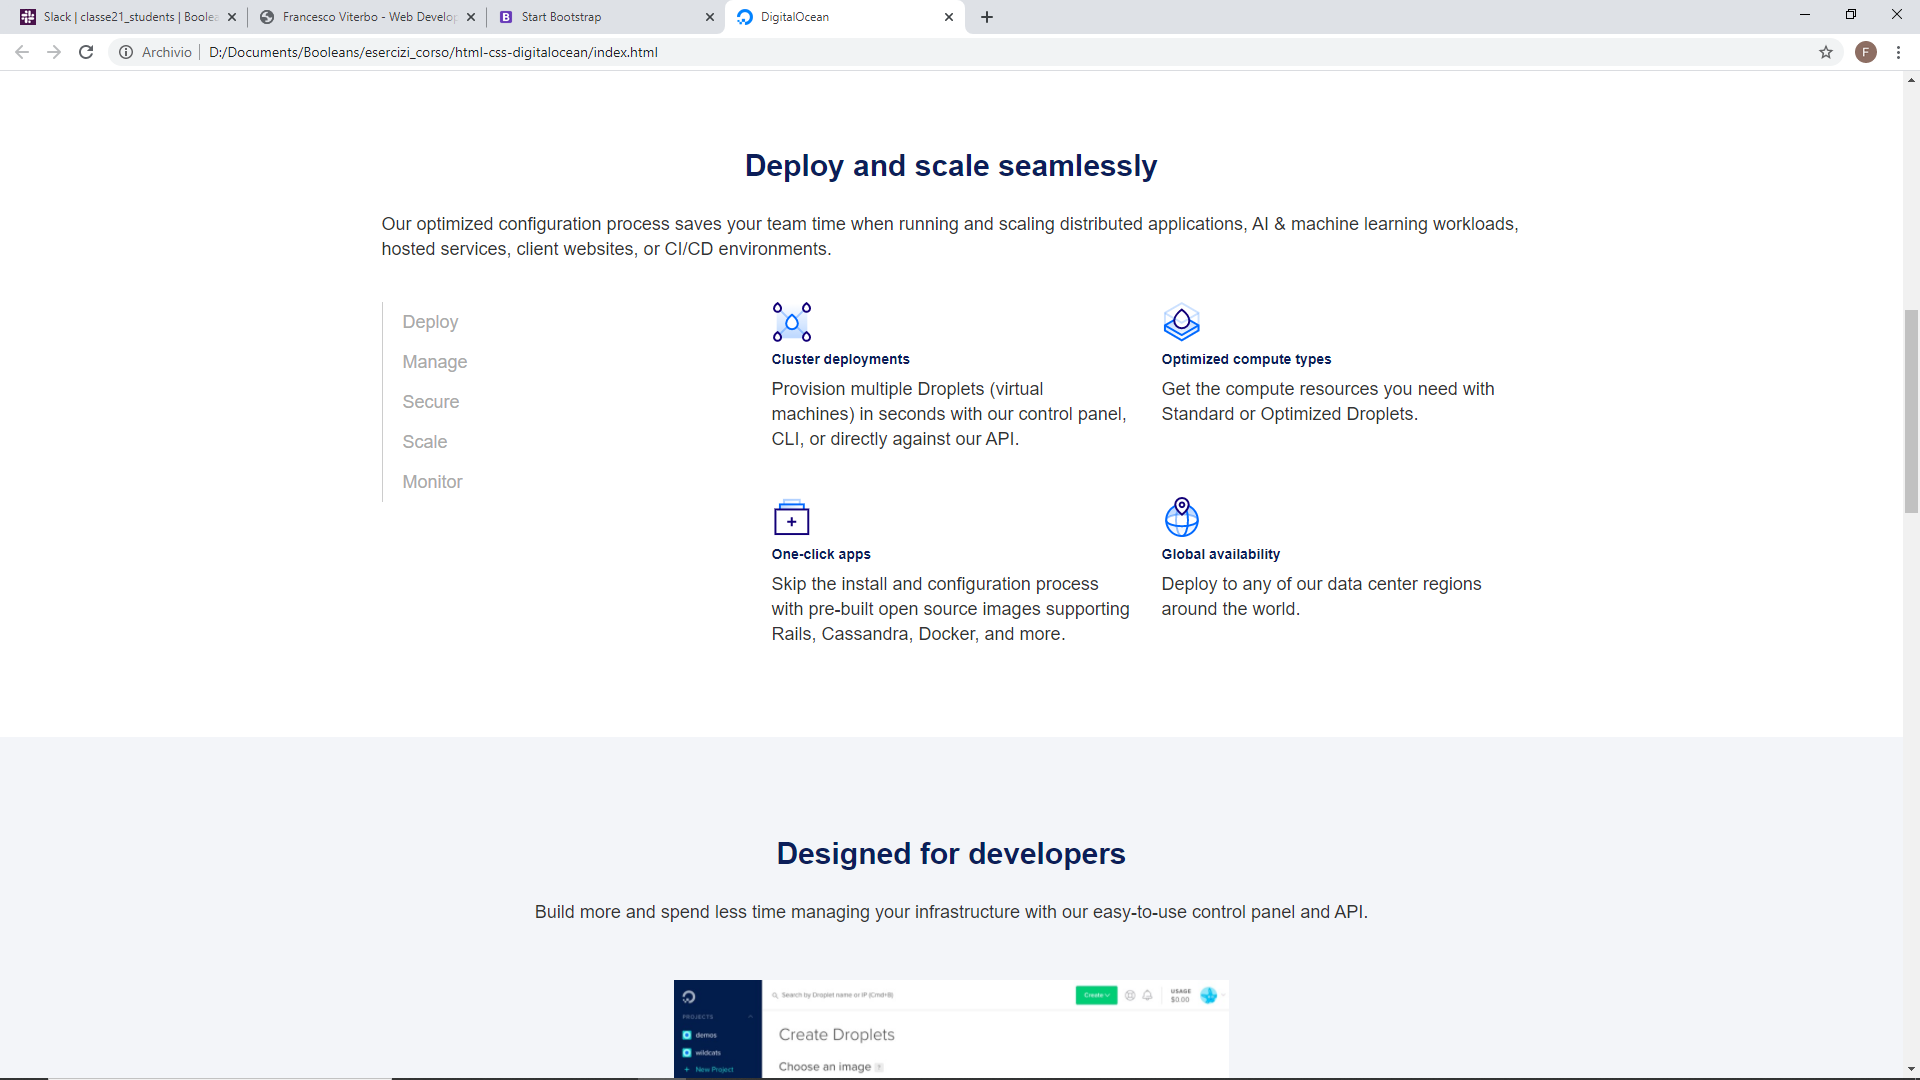 Slack | classe21_students | Boolea
Francesco Viterbo - Web Develop
Start Bootstrap
DigitalOcean
Archivio
D:/Documents/Booleans/esercizi_corso/html-css-digitalocean/index.html
F
Deploy and scale seamlessly
Our optimized configuration process saves your team time when running and scaling distributed applications, AI & machine learning workloads,
hosted services, client websites, or CI/CD environments.
Deploy
Manage
Secure
Scale
Monitor
Cluster deployments
Provision multiple Droplets (virtual
machines) in seconds with our control panel,
CLI, or directly against our API.
Optimized compute types
Get the compute resources you need with
Standard or Optimized Droplets.
One-click apps
Skip the install and configuration process
with pre-built open source images supporting
Rails, Cassandra, Docker, and more.
Global availability
Deploy to any of our data center regions
around the world.
Designed for developers
Build more and spend less time managing your infrastructure with our easy-to-use control panel and API.
Search by Droplet name or IP (Cmd+B)
Create
USAGE
$0.00
PROJECTS
demos
wildcats
+ New Project
Create Droplets
Choose an image ?